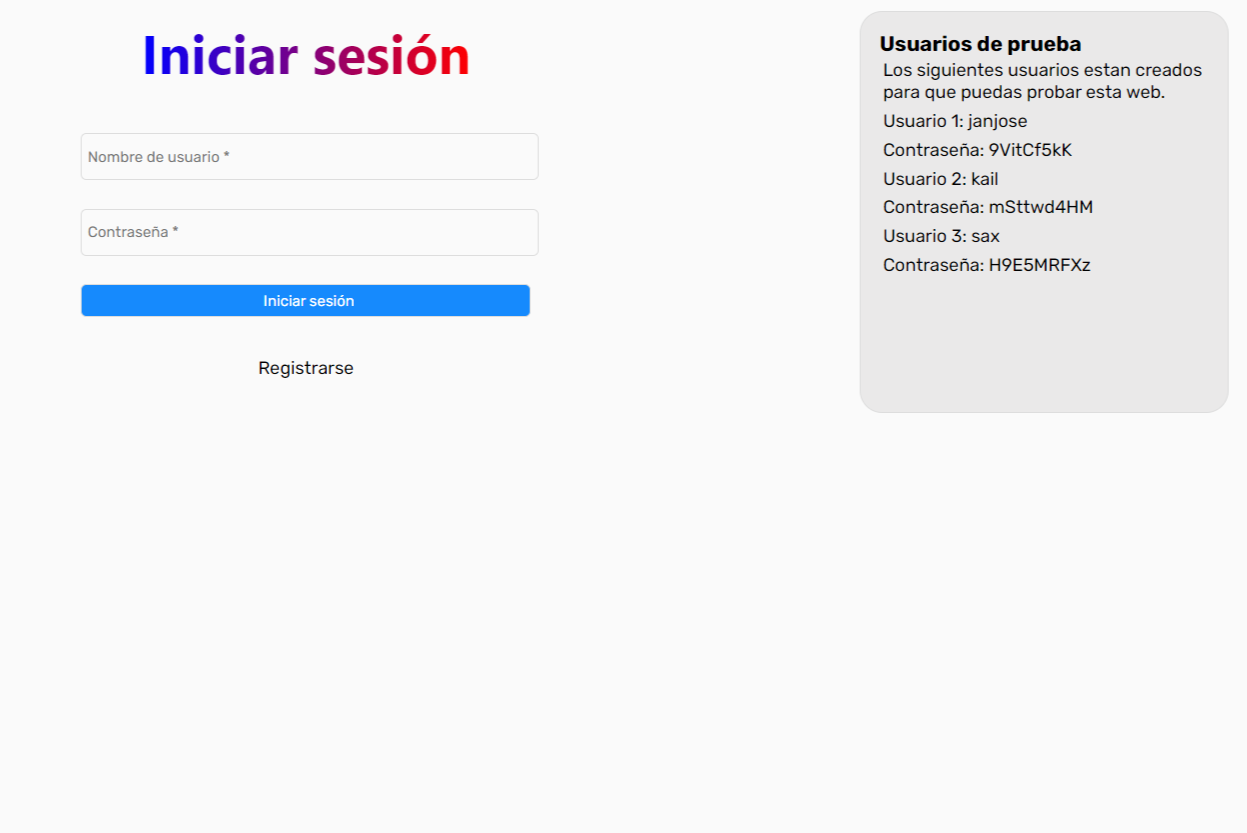 Iniciar sesión
Nombre de usuario *
Contraseña *
Iniciar sesión
Registrarse
Usuarios de prueba
Los siguientes usuarios estan creados
para que puedas probar esta web.
Usuario 1: janjose
Contraseña: 9VitCf5kK
Usuario 2: kail
Contraseña: mSttwd4HM
Usuario 3: sax
Contraseña: H9E5MRFXz